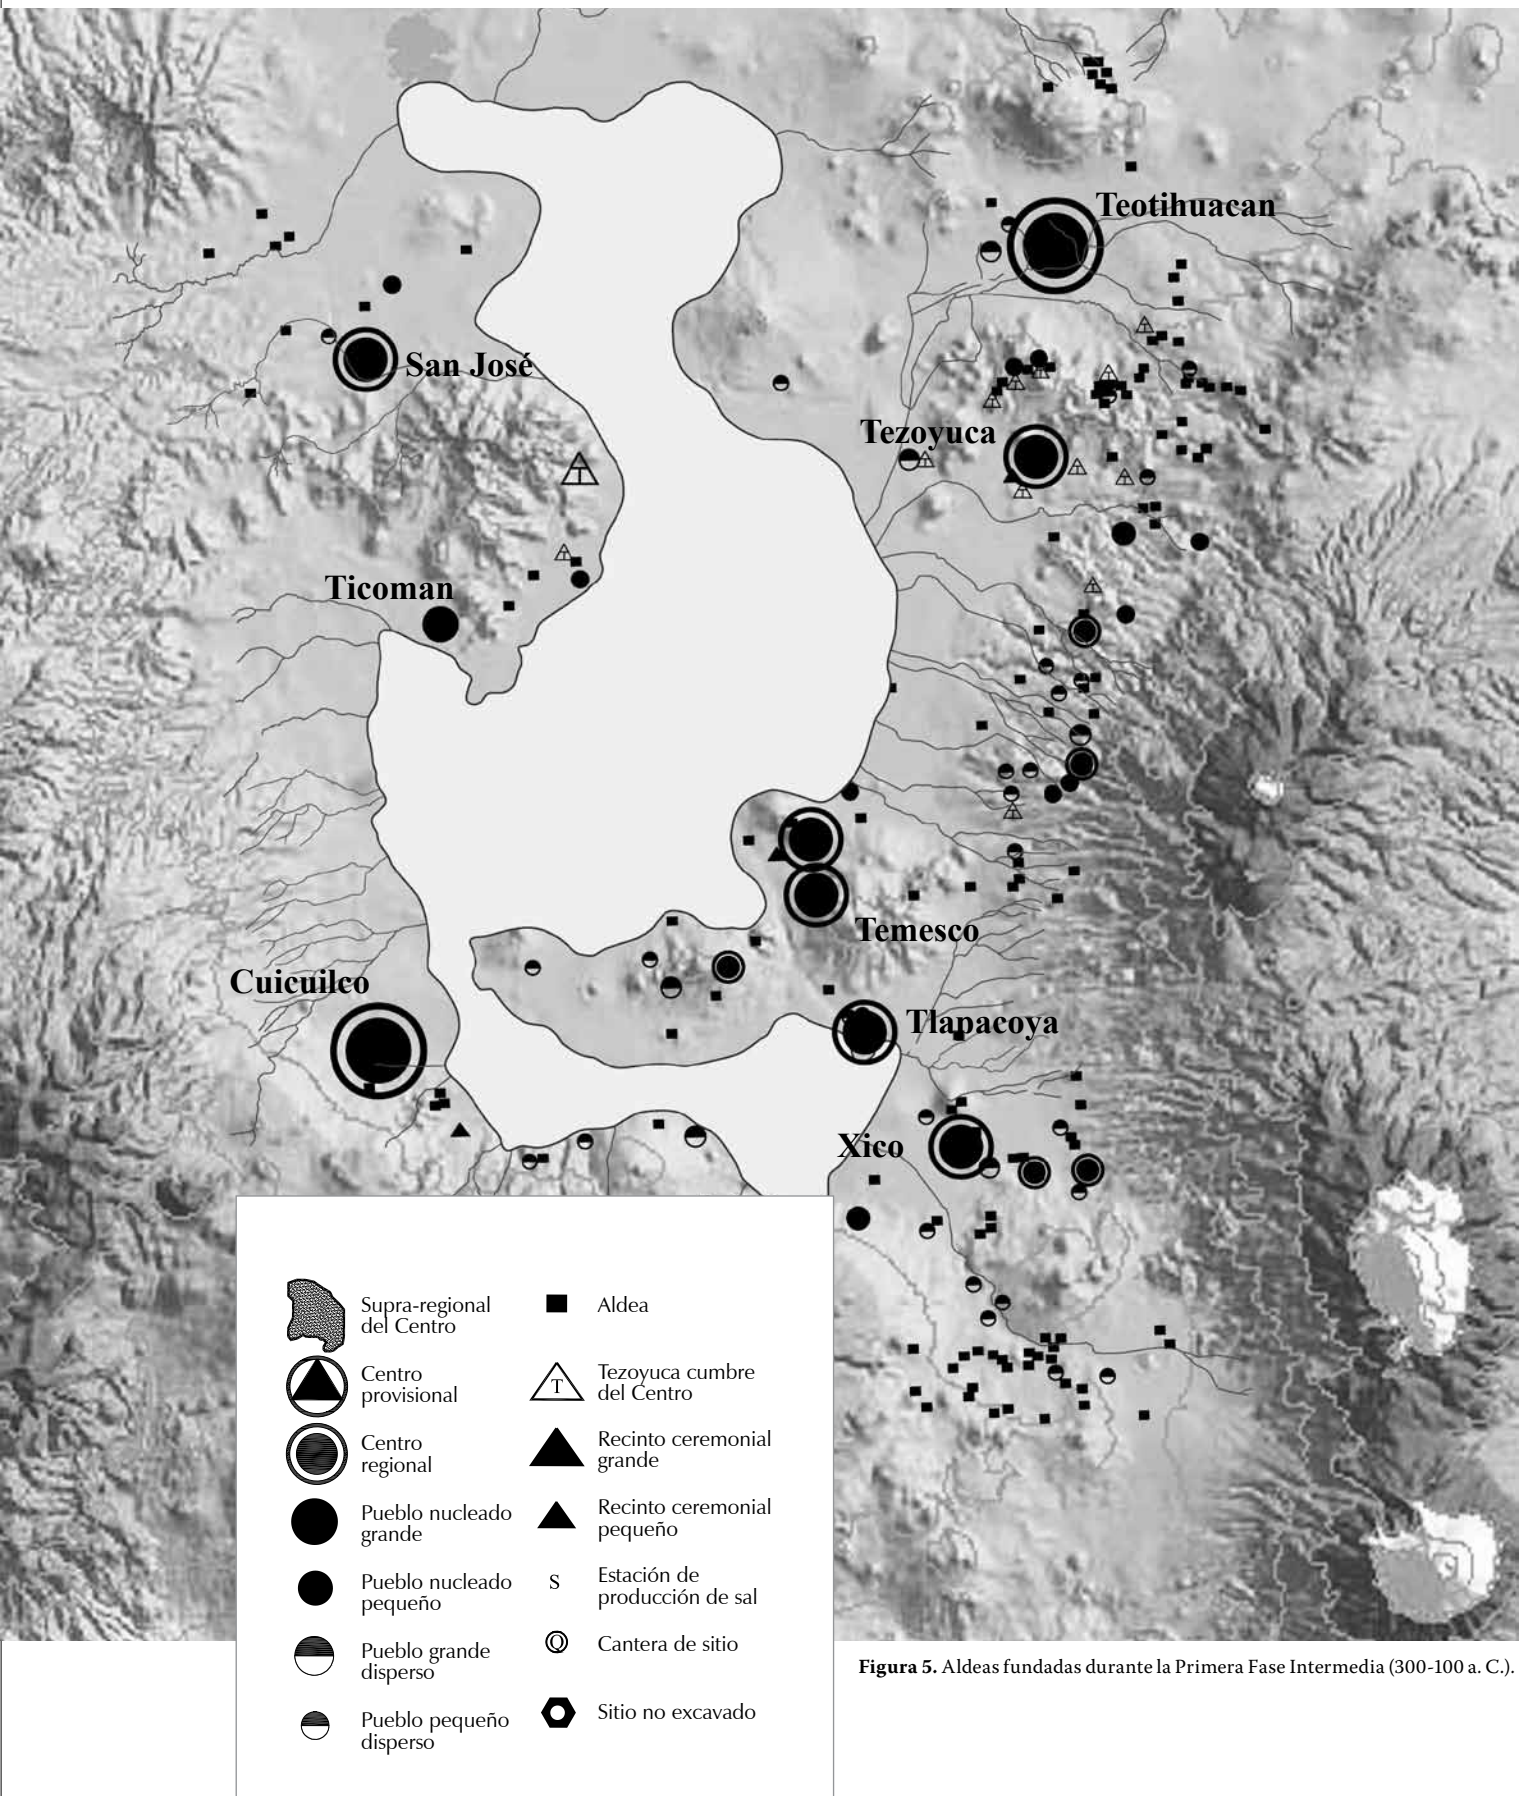 Teotihuacan
San José
Tezoyuca
Ticoman
Temesco
Cuicuilco
Tlapacoya
Xico
Supra-regional
del Centro
Centro
provisional
Centro
regional
Pueblo nucleado
grande
Pueblo nucleado
pequeño
Pueblo grande
disperso
Pueblo pequeño
disperso
Aldea
T
Tezoyuca cumbre
del Centro
Recinto ceremonial
grande
Recinto ceremonial
pequeño
S
Estación de
producción de sal
Q
Cantera de sitio
Sitio no excavado
Figura 5. Aldeas fundadas durante la Primera Fase Intermedia (300-100 a. C.).